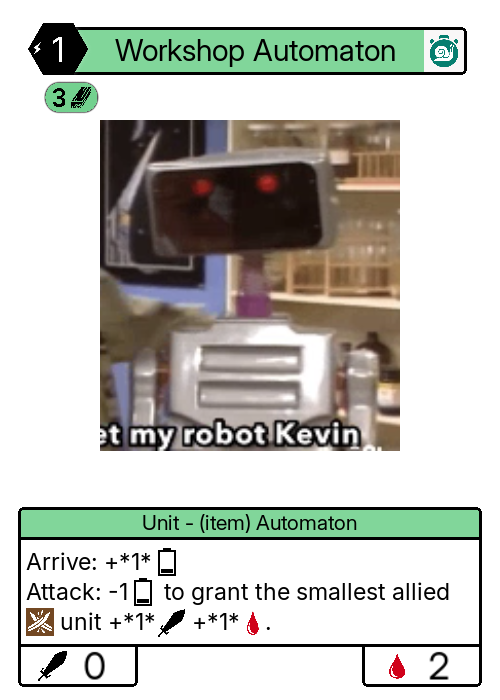 1 Workshop Automaton
3
et my robot Kevin
Unit - (item) Automaton
Arrive: +*1*
Attack: -1 to grant the smallest allied
unit +*1* +*1* .
0 2